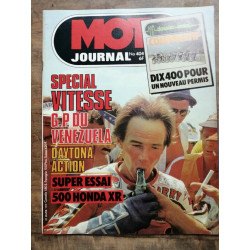 MOTO
JOURNAL
No 404
DIX 400 POUR
UN NOUVEAU PERMIS
SPECIAL
VITESSE
G.P. DU
VENEZUELA
DAYTONA
ACTION
SUPER ESSAI
500 HONDA XR